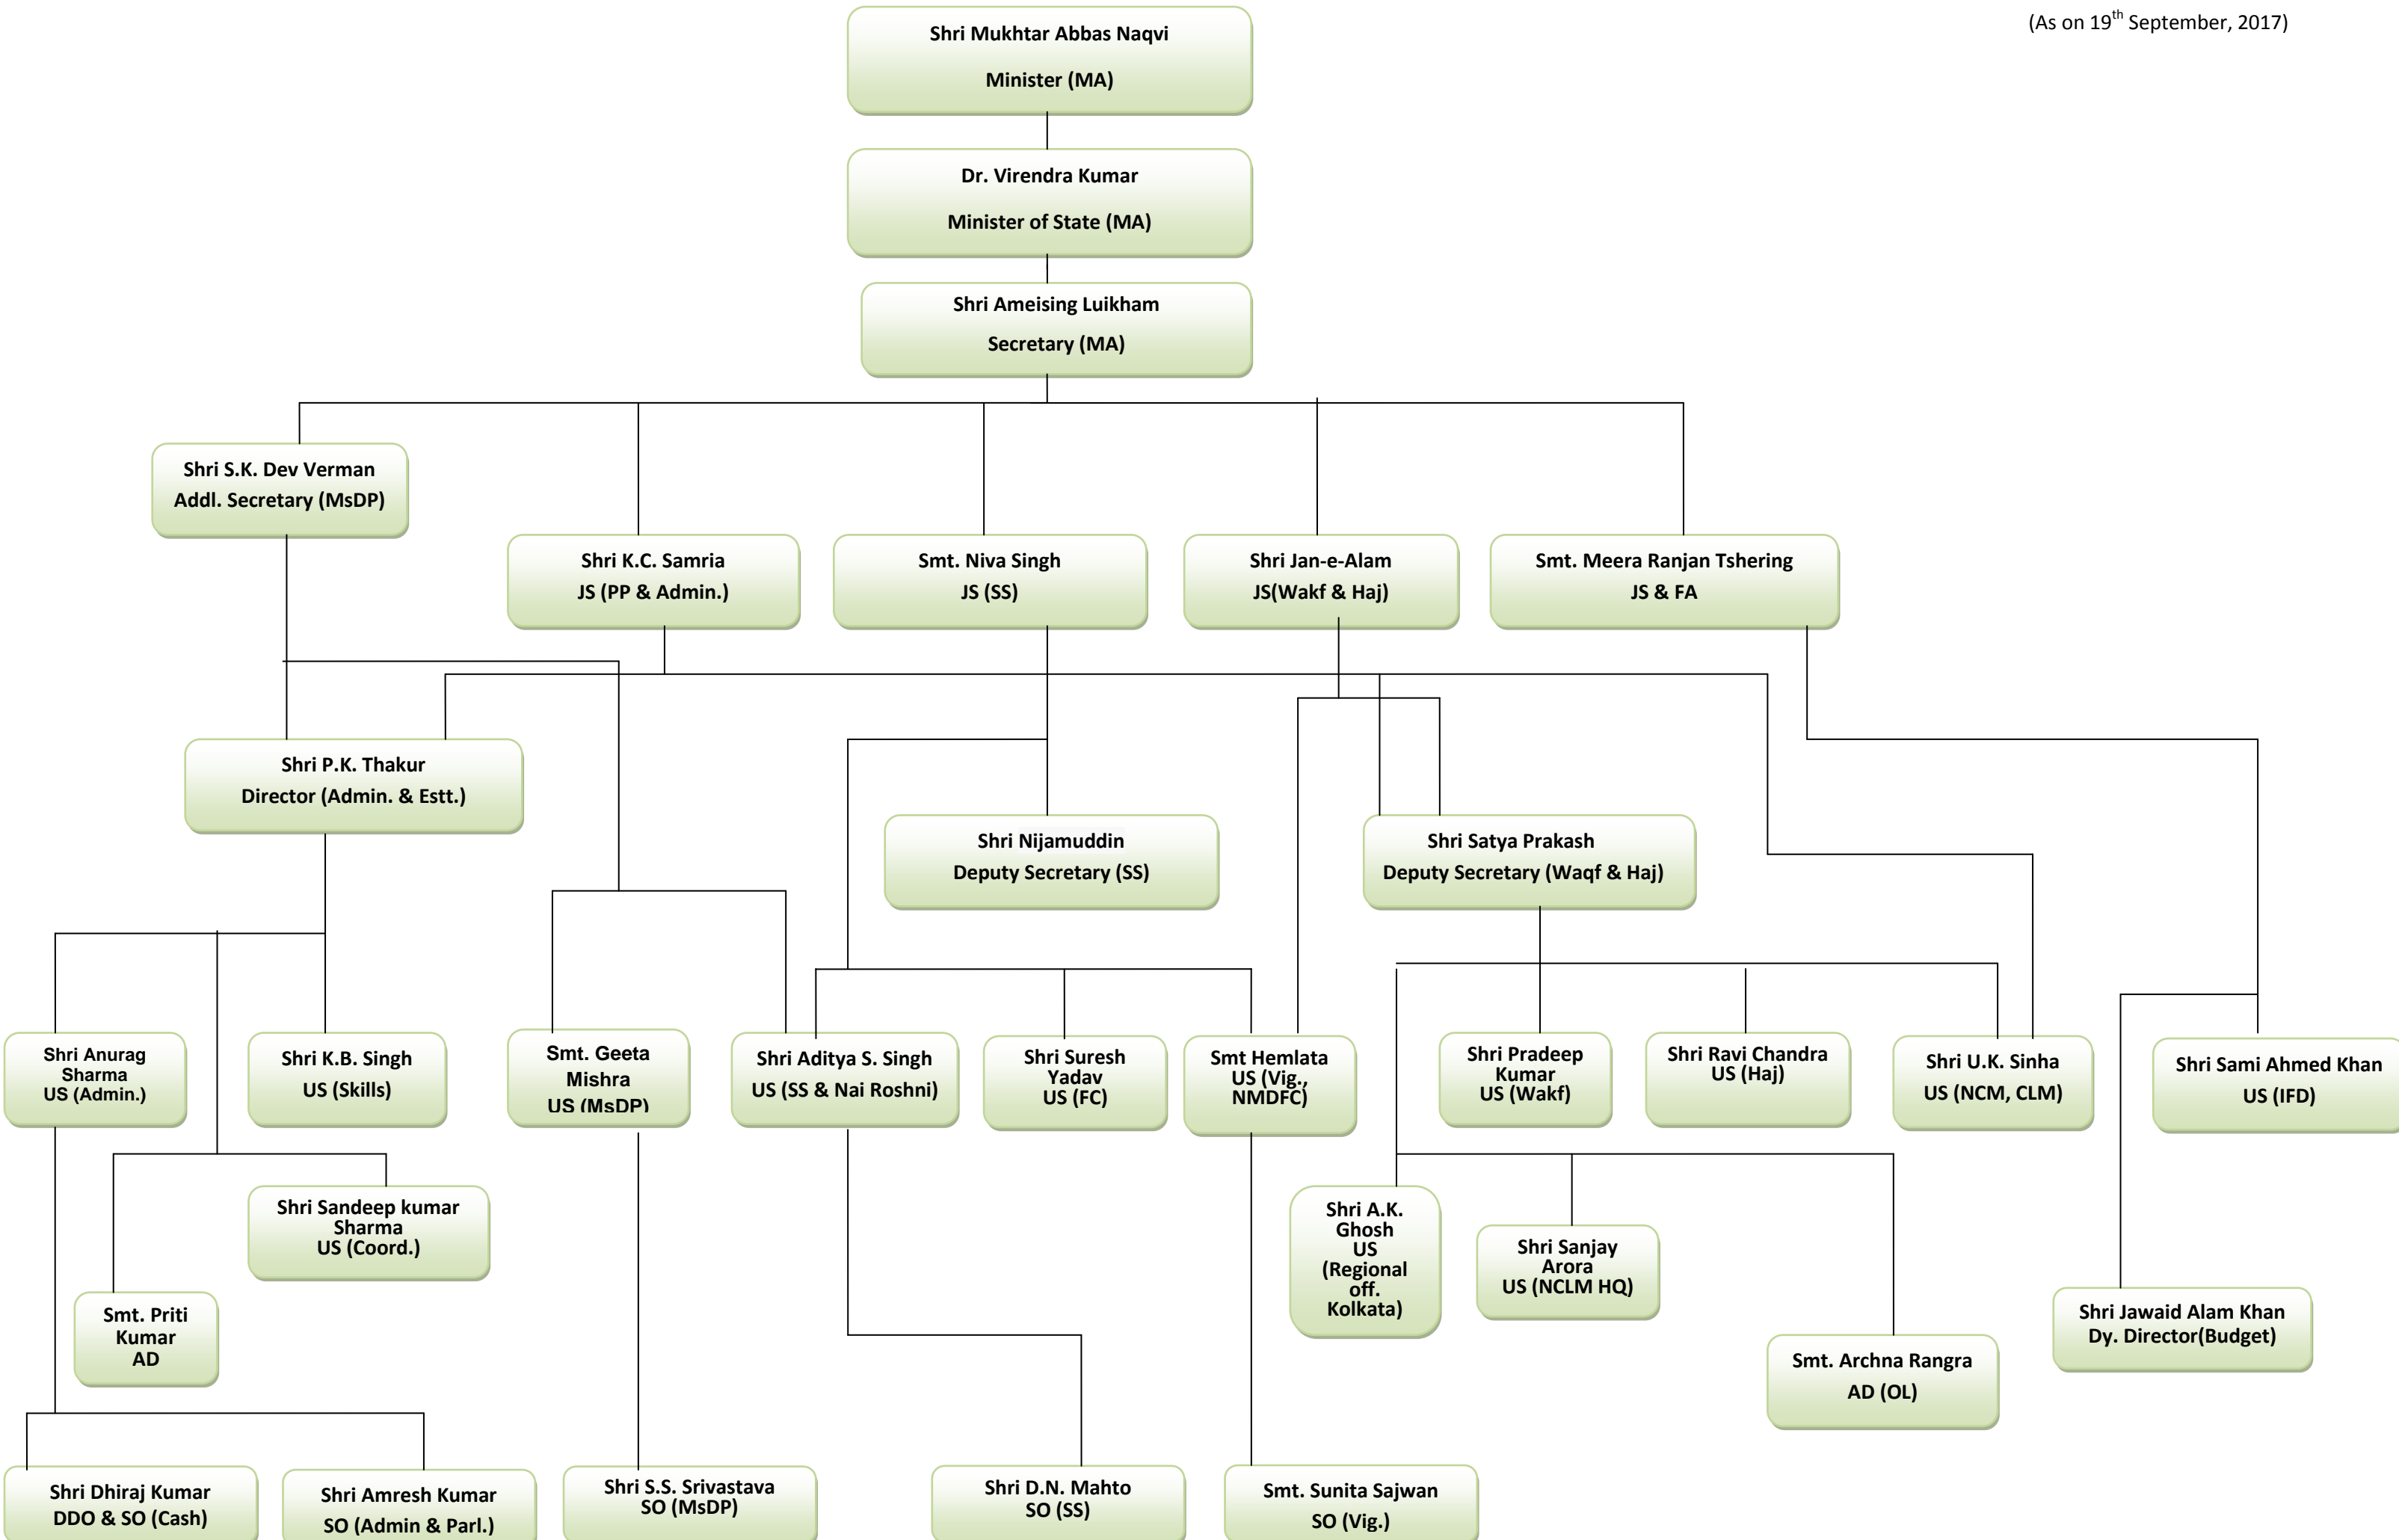 (As on 19th September, 2017)
Shri Mukhtar Abbas Naqvi
Minister (MA)
Dr. Virendra Kumar
Minister of State (MA)
Shri Ameising Luikham
Secretary (MA)
Shri S.K. Dev Verman
Addl. Secretary (MsDP)
Shri K.C. Samria
JS (PP & Admin.)
Smt. Niva Singh
JS (SS)
Shri Jan-e-Alam
JS(Wakf & Haj)
Smt. Meera Ranjan Tshering
JS & FA
Shri P.K. Thakur
Director (Admin. & Estt.)
Shri Nijamuddin
Deputy Secretary (SS)
Shri Satya Prakash
Deputy Secretary (Waqf & Haj)
Shri Anurag
Sharma
US (Admin.)
Shri K.B. Singh
US (Skills)
Smt. Geeta
Mishra
US (MsDP)
Shri Aditya S. Singh
US (SS & Nai Roshni)
Shri Suresh
Yadav
US (FC)
Smt Hemlata
US (Vig.,
NMDFC)
Shri Pradeep
Kumar
US (Wakf)
Shri Ravi Chandra
US (Haj)
Shri U.K. Sinha
US (NCM, CLM)
Shri Sami Ahmed Khan
US (IFD)
Shri Sandeep kumar
Sharma
US (Coord.)
Smt. Priti
Kumar
AD
Shri A.K.
Ghosh
US
(Regional
off.
Kolkata)
Shri Sanjay
Arora
US (NCLM HQ)
Smt. Archna Rangra
AD (OL)
Shri Jawaid Alam Khan
Dy. Director(Budget)
Shri Dhiraj Kumar
DDO & SO (Cash)
Shri Amresh Kumar
SO (Admin & Parl.)
Shri S.S. Srivastava
SO (MsDP)
Shri D.N. Mahto
SO (SS)
Smt. Sunita Sajwan
SO (Vig.)